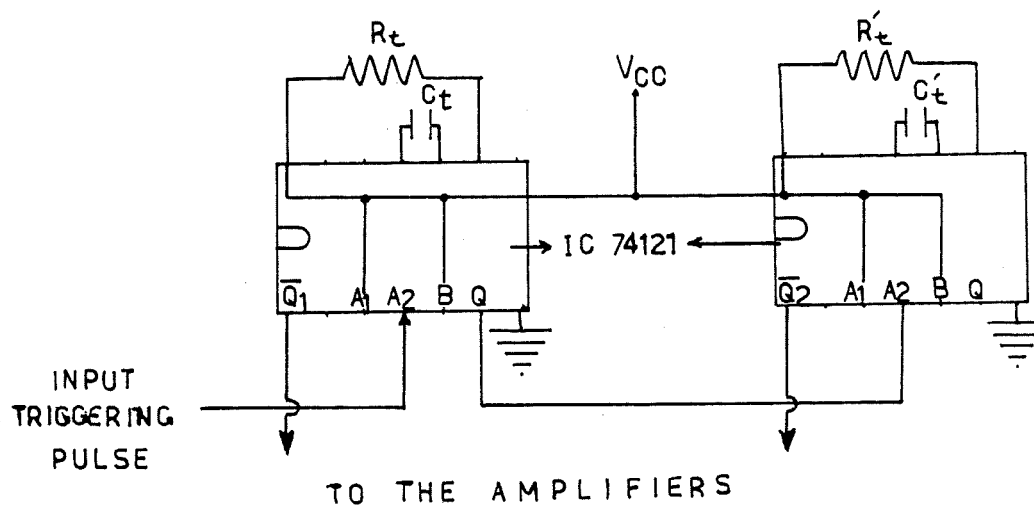 Rt
Ct
VCC
R't
C't
IC 74121
Q̅1 A1 A2 B Q
Q̅2 A1 A2 B Q
INPUT
TRIGGERING
PULSE
TO THE AMPLIFIERS